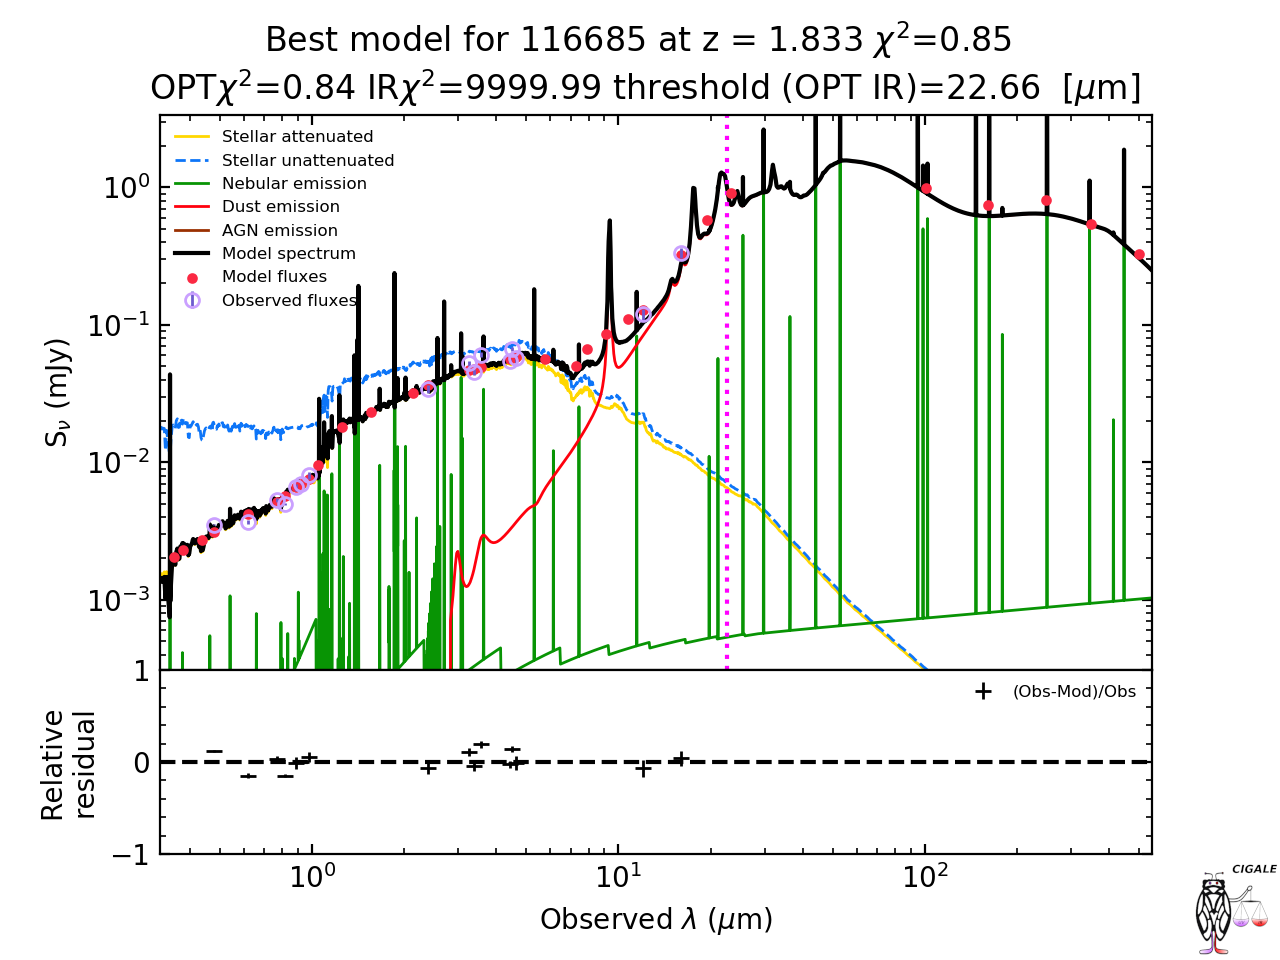 Best model for 116685 at z = 1.833 χ²=0.85
OPTχ²=0.84 IRχ²=9999.99 threshold (OPT IR)=22.66 [μm]
Stellar attenuated
Stellar unattenuated
Nebular emission
Dust emission
AGN emission
Model spectrum
Model fluxes
Observed fluxes
10⁰
10⁻¹
10⁻²
10⁻³
S_ν (mJy)
1
0
−1
Relative
residual
(Obs-Mod)/Obs
10⁰ 10¹ 10²
Observed λ (μm)
CIGALE